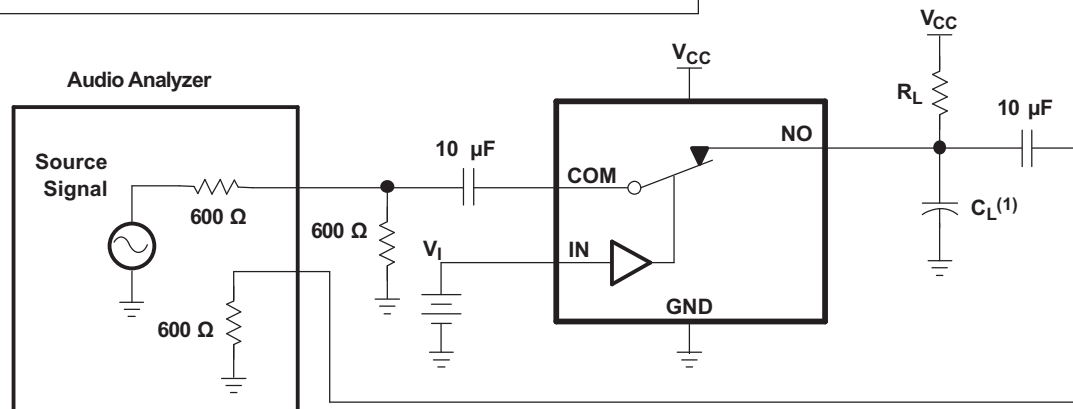 Audio Analyzer
Source
Signal
600 Ω
600 Ω
600 Ω
10 µF
VCC
COM
NO
VI
IN
GND
VCC
RL
10 µF
CL(1)